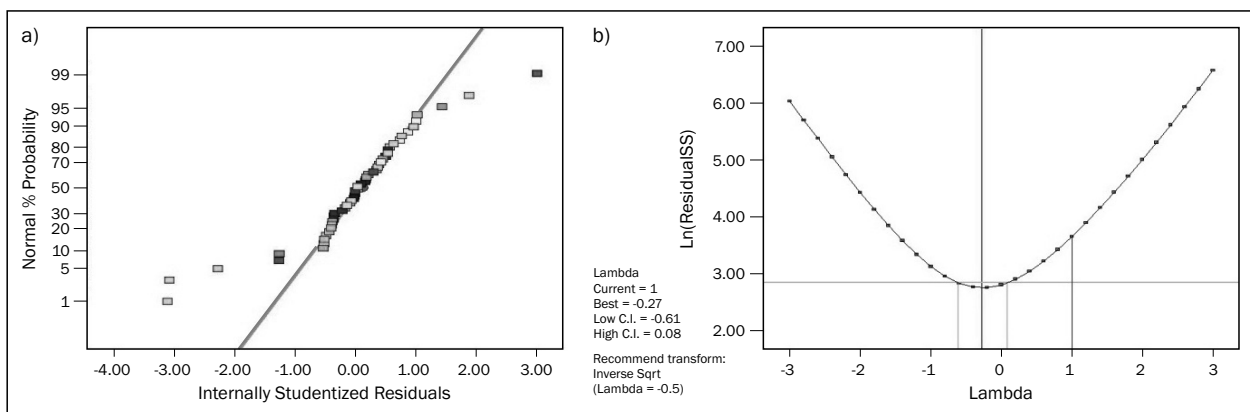 a)
Normal % Probability
99
95
90
80
70
50
30
20
10
5
1
-4.00 -3.00 -2.00 -1.00 0.00 1.00 2.00 3.00
Internally Studentized Residuals
b)
Lambda
Current = 1
Best = -0.27
Low C.I. = -0.61
High C.I. = 0.08
Recommend transform:
Inverse Sqrt
(Lambda = -0.5)
Ln(ResidualSS)
7.00
6.00
5.00
4.00
3.00
2.00
-3 -2 -1 0 1 2 3
Lambda